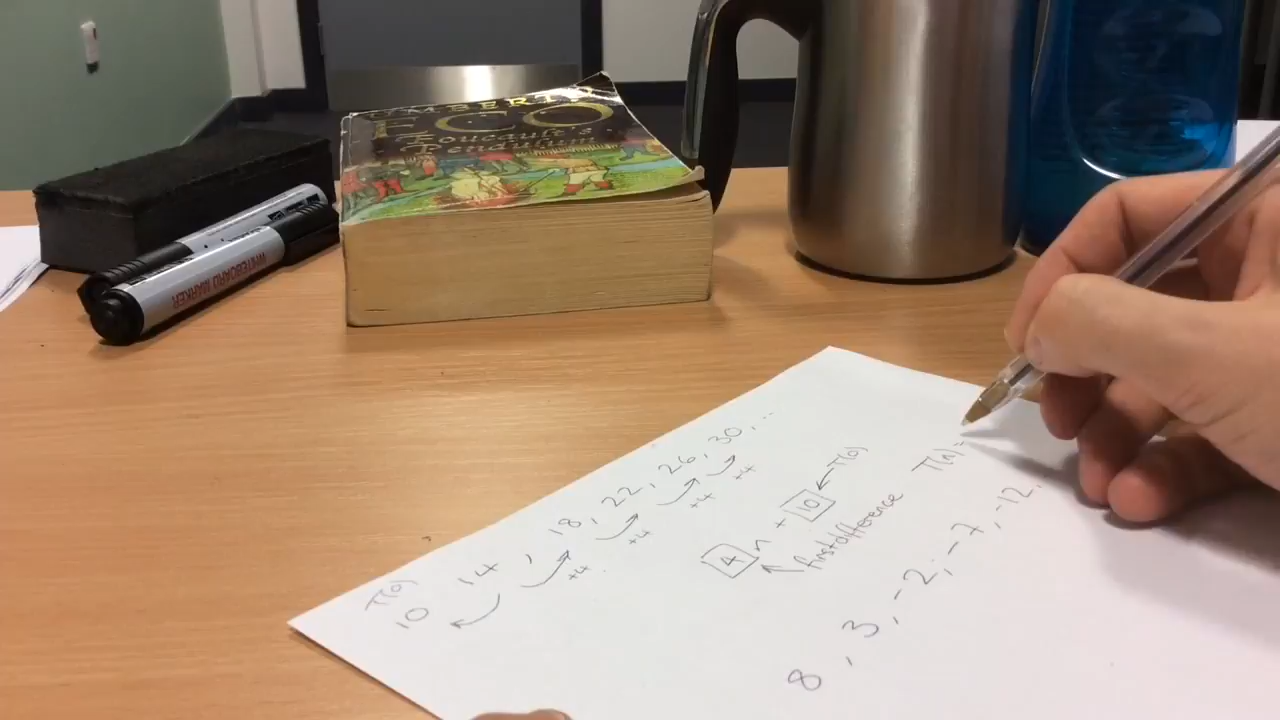 UMBERTO
ECO
Foucault's
Pendulum
WHITEBOARD MARKER
T(0)
10 14, 18, 22, 26, 30, ...
+4 +4 +4 +4
4 n + 10 ← T(0)
first difference
T(n) =
8, 3, -2, -7, -12,